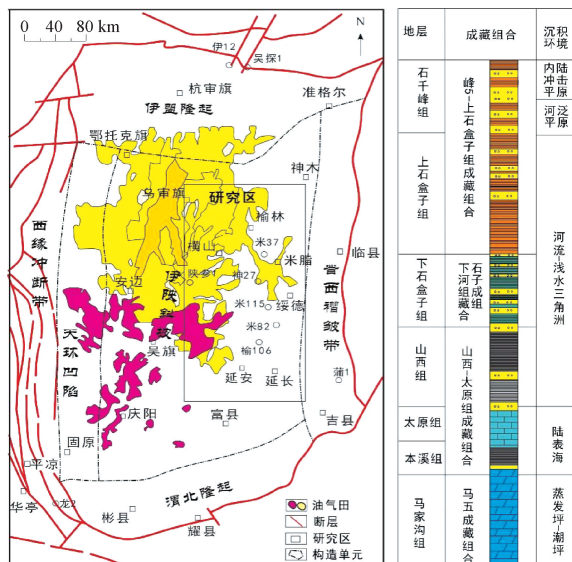 0 40 80 km
N
伊12
吴探1
杭审旗
准格尔
伊盟隆起
鄂托克旗
神木
乌审旗
研究区
榆林
米37
横山
米脂
临县
陕参1
神27
西缘冲断带
安边
伊陕斜坡
米115
绥德
晋西褶皱带
米82
吴旗
榆106
天环凹陷
延安
延长
蒲1
庆阳
富县
吉县
固原
平凉
渭北隆起
华亭
龙2
彬县
耀县
油气田
断层
研究区
构造单元
地层
成藏组合
沉积环境
石千峰组
峰5-上石盒子组成藏组合
内陆冲击平原
河泛平原
上石盒子组
下石盒子组
下石盒子组成藏组合
河流-浅水三角洲
山西组
山西-太原组成藏组合
太原组
陆表海
本溪组
马家沟组
马五成藏组合
蒸发坪-潮坪